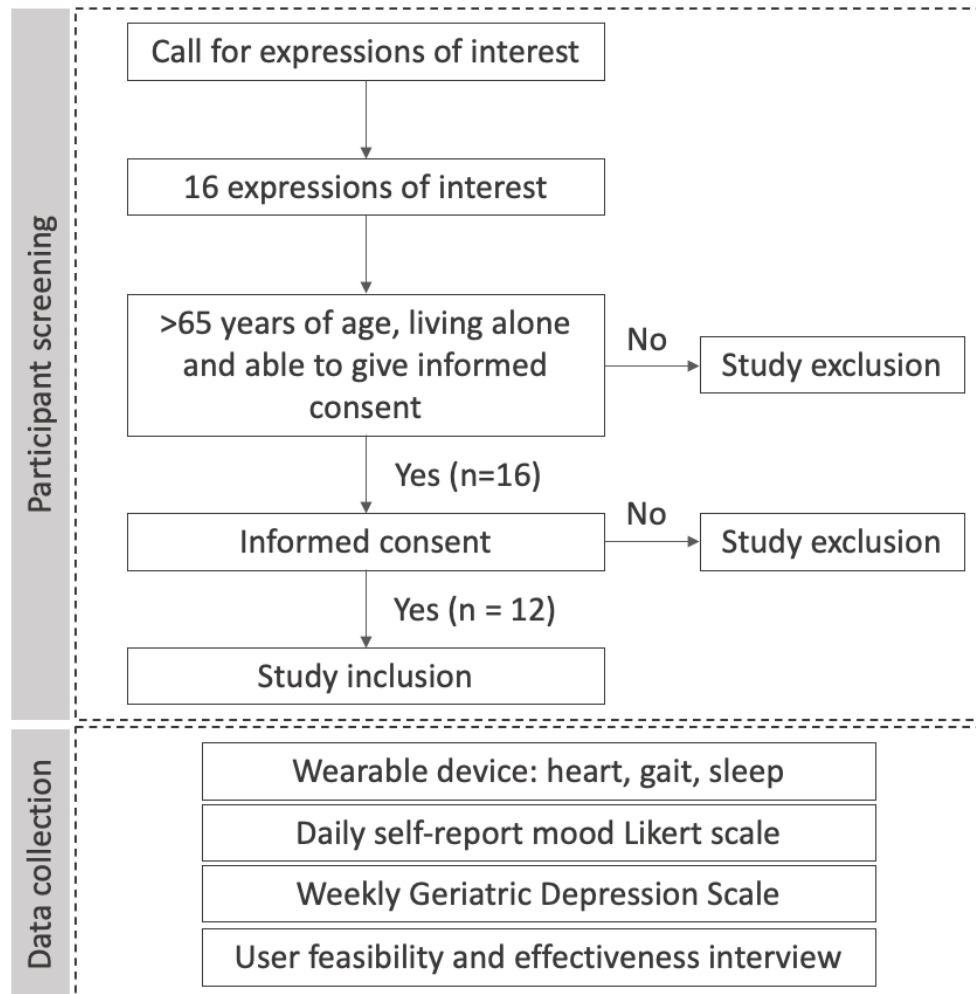 Participant screening
Call for expressions of interest
16 expressions of interest
>65 years of age, living alone
and able to give informed
consent
No
Study exclusion
Yes (n=16)
Informed consent
No
Study exclusion
Yes (n = 12)
Study inclusion
Data collection
Wearable device: heart, gait, sleep
Daily self-report mood Likert scale
Weekly Geriatric Depression Scale
User feasibility and effectiveness interview